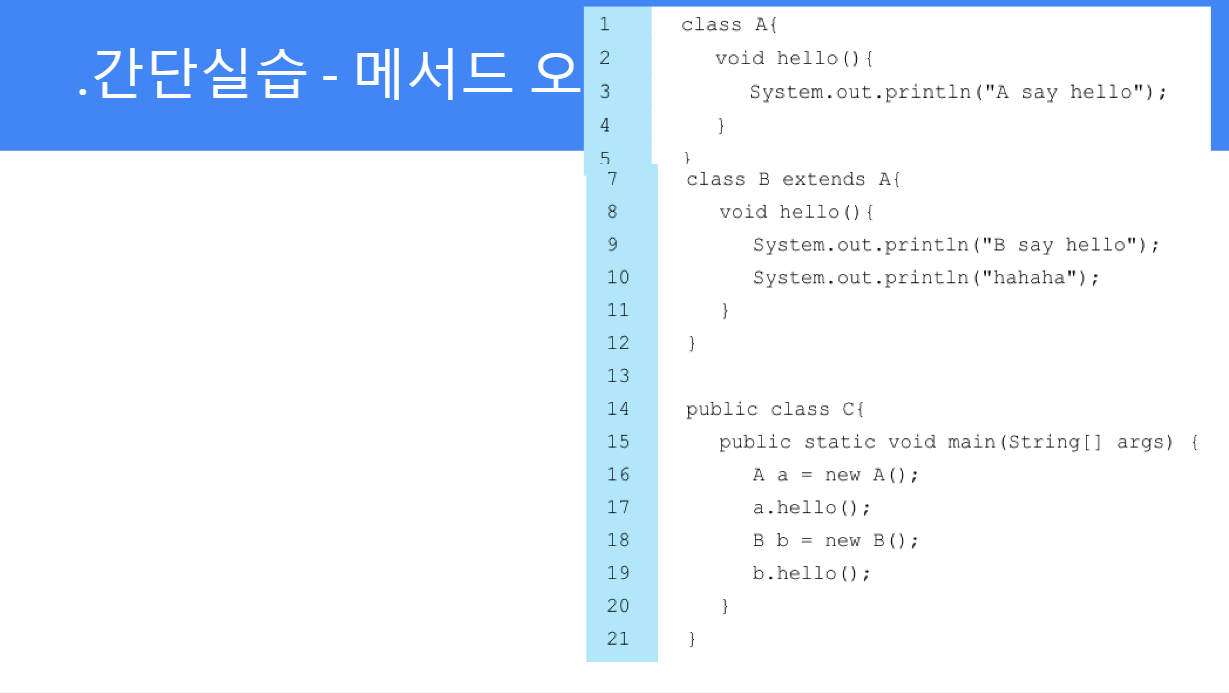 .간단실습 - 메서드 오
1 class A{
2 void hello(){
3 System.out.println("A say hello");
4 }
5 }
7 class B extends A{
8 void hello(){
9 System.out.println("B say hello");
10 System.out.println("hahaha");
11 }
12 }
13
14 public class C{
15 public static void main(String[] args) {
16 A a = new A();
17 a.hello();
18 B b = new B();
19 b.hello();
20 }
21 }